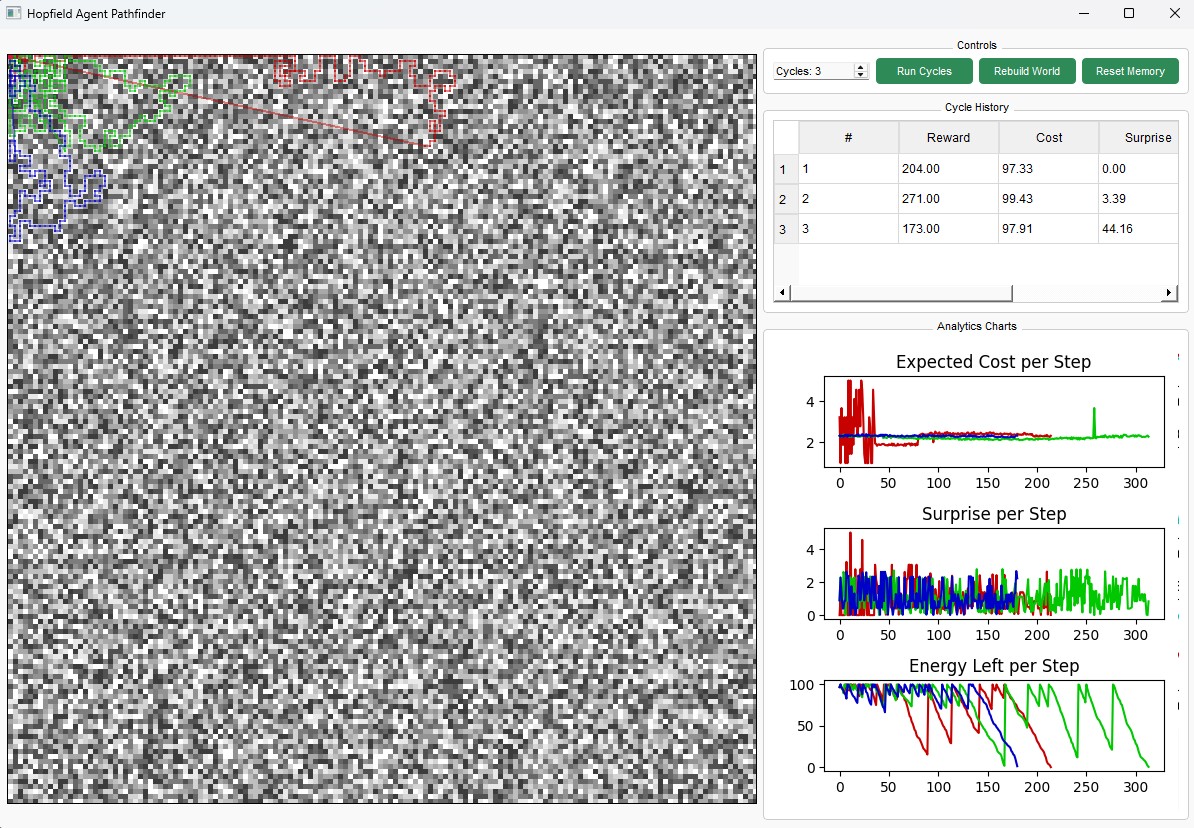 Hopfield Agent Pathfinder
Controls
Cycles: 3 Run Cycles Rebuild World Reset Memory
Cycle History
# Reward Cost Surprise
1 1 204.00 97.33 0.00
2 2 271.00 99.43 3.39
3 3 173.00 97.91 44.16
Analytics Charts
Expected Cost per Step
4
2
0 50 100 150 200 250 300
Surprise per Step
4
2
0
0 50 100 150 200 250 300
Energy Left per Step
100
50
0
0 50 100 150 200 250 300